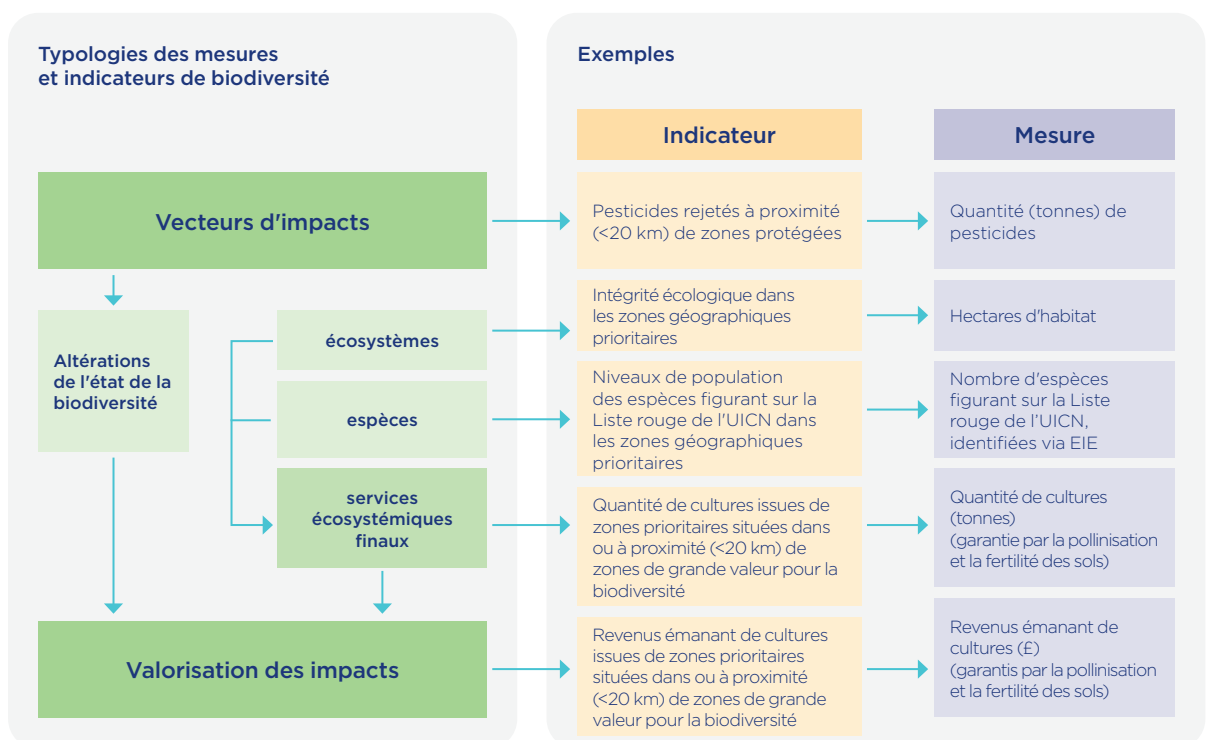 Typologies des mesures
et indicateurs de biodiversité
Vecteurs d'impacts
Altérations
de l'état de la
biodiversité
écosystèmes
espèces
services
écosystémiques
finaux
Valorisation des impacts
Exemples
Indicateur
Mesure
Pesticides rejetés à proximité
(<20 km) de zones protégées
Quantité (tonnes) de
pesticides
Intégrité écologique dans
les zones géographiques
prioritaires
Hectares d'habitat
Niveaux de population
des espèces figurant sur la
Liste rouge de l'UICN dans
les zones géographiques
prioritaires
Nombre d'espèces
figurant sur la Liste
rouge de l'UICN,
identifiées via EIE
Quantité de cultures issues de
zones prioritaires situées dans
ou à proximité (<20 km) de
zones de grande valeur pour la
biodiversité
Quantité de cultures
(tonnes)
(garantie par la pollinisation
et la fertilité des sols)
Revenus émanant de cultures
issues de zones prioritaires
situées dans ou à proximité
(<20 km) de zones de grande
valeur pour la biodiversité
Revenus émanant de
cultures (£)
(garantis par la pollinisation
et la fertilité des sols)